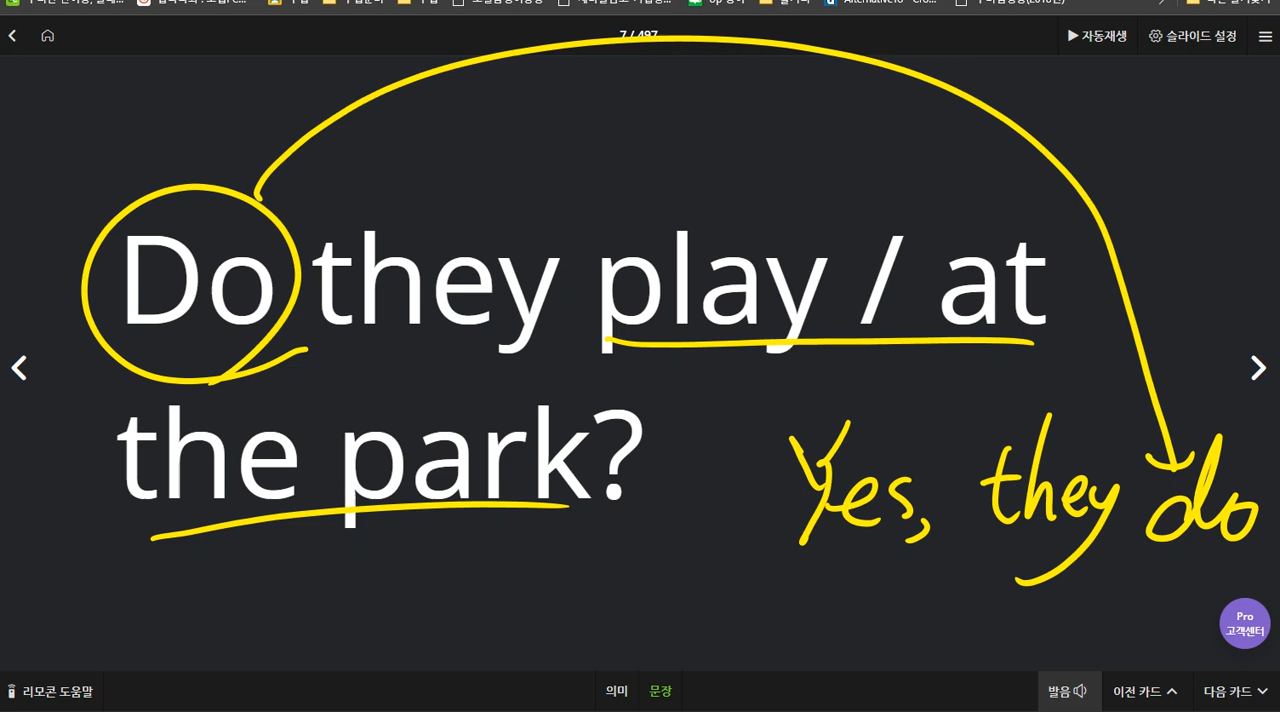 7 / 497
▶ 자동재생 슬라이드 설정
Do they play / at
the park?
Yes, they do
Pro
고객센터
리모콘 도움말 의미 문장 발음 이전 카드 다음 카드